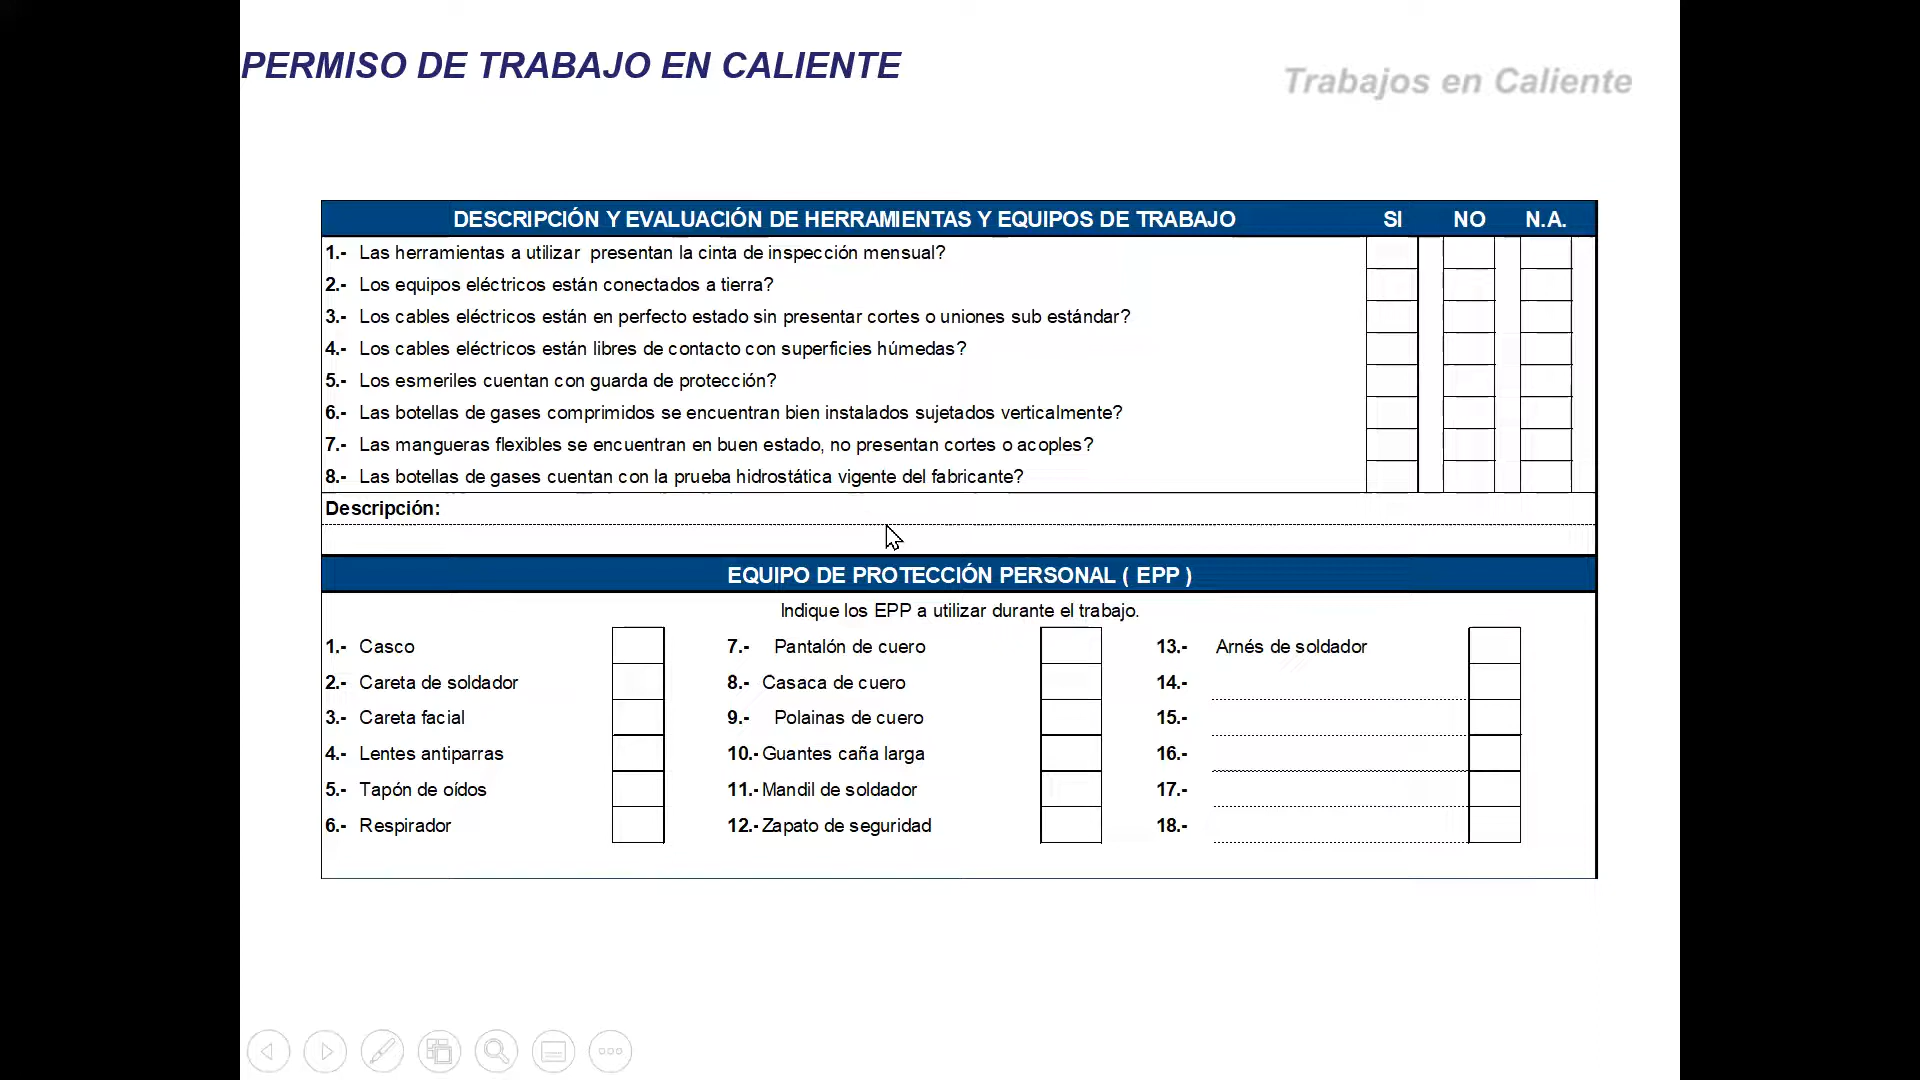 PERMISO DE TRABAJO EN CALIENTE
Trabajos en Caliente
DESCRIPCIÓN Y EVALUACIÓN DE HERRAMIENTAS Y EQUIPOS DE TRABAJO SI NO N.A.
1.- Las herramientas a utilizar presentan la cinta de inspección mensual?
2.- Los equipos eléctricos están conectados a tierra?
3.- Los cables eléctricos están en perfecto estado sin presentar cortes o uniones sub estándar?
4.- Los cables eléctricos están libres de contacto con superficies húmedas?
5.- Los esmeriles cuentan con guarda de protección?
6.- Las botellas de gases comprimidos se encuentran bien instalados sujetados verticalmente?
7.- Las mangueras flexibles se encuentran en buen estado, no presentan cortes o acoples?
8.- Las botellas de gases cuentan con la prueba hidrostática vigente del fabricante?
Descripción:
EQUIPO DE PROTECCIÓN PERSONAL ( EPP )
Indique los EPP a utilizar durante el trabajo.
1.- Casco 7.- Pantalón de cuero 13.- Arnés de soldador
2.- Careta de soldador 8.- Casaca de cuero 14.-
3.- Careta facial 9.- Polainas de cuero 15.-
4.- Lentes antiparras 10.- Guantes caña larga 16.-
5.- Tapón de oídos 11.- Mandil de soldador 17.-
6.- Respirador 12.- Zapato de seguridad 18.-